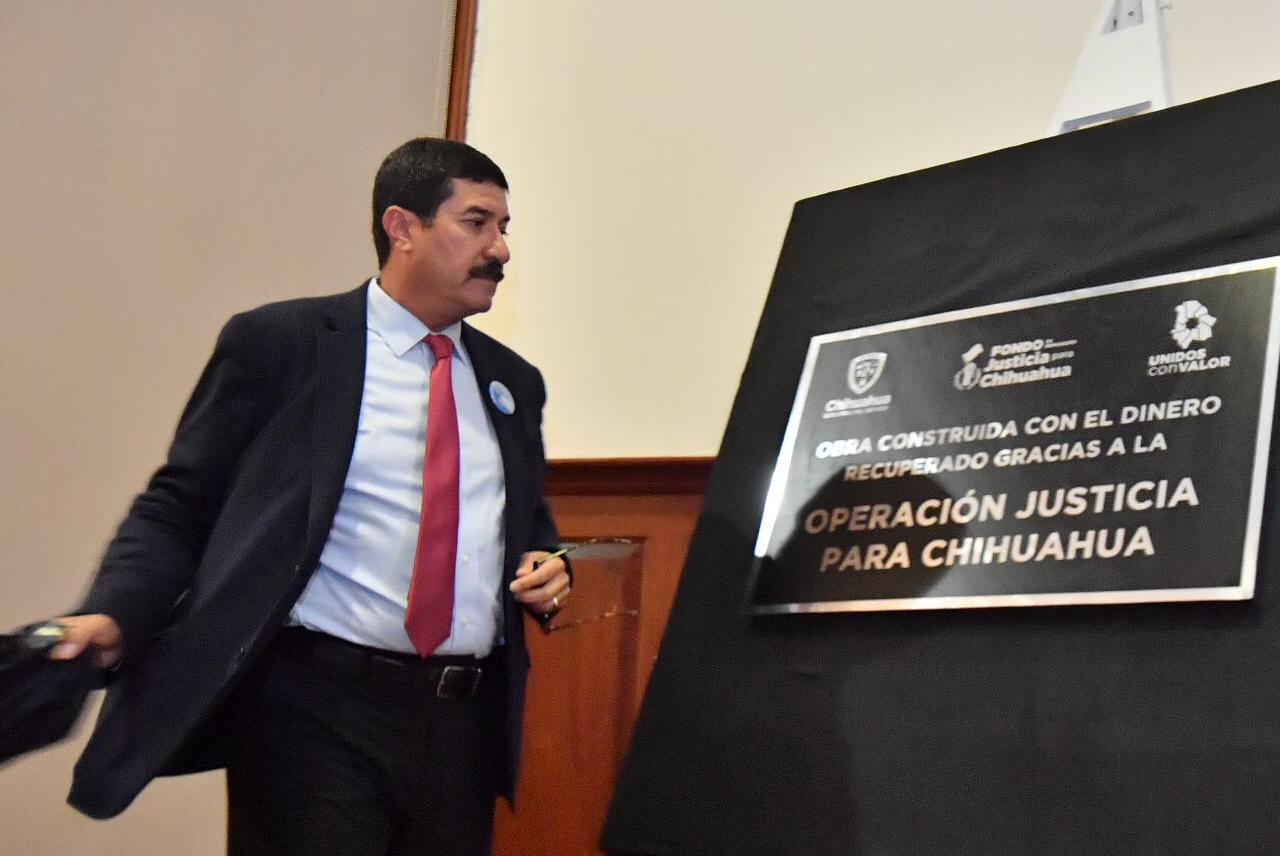 Chihuahua
FONDO
Justicia para
Chihuahua
UNIDOS
conVALOR
OBRA CONSTRUIDA CON EL DINERO
RECUPERADO GRACIAS A LA
OPERACIÓN JUSTICIA
PARA CHIHUAHUA